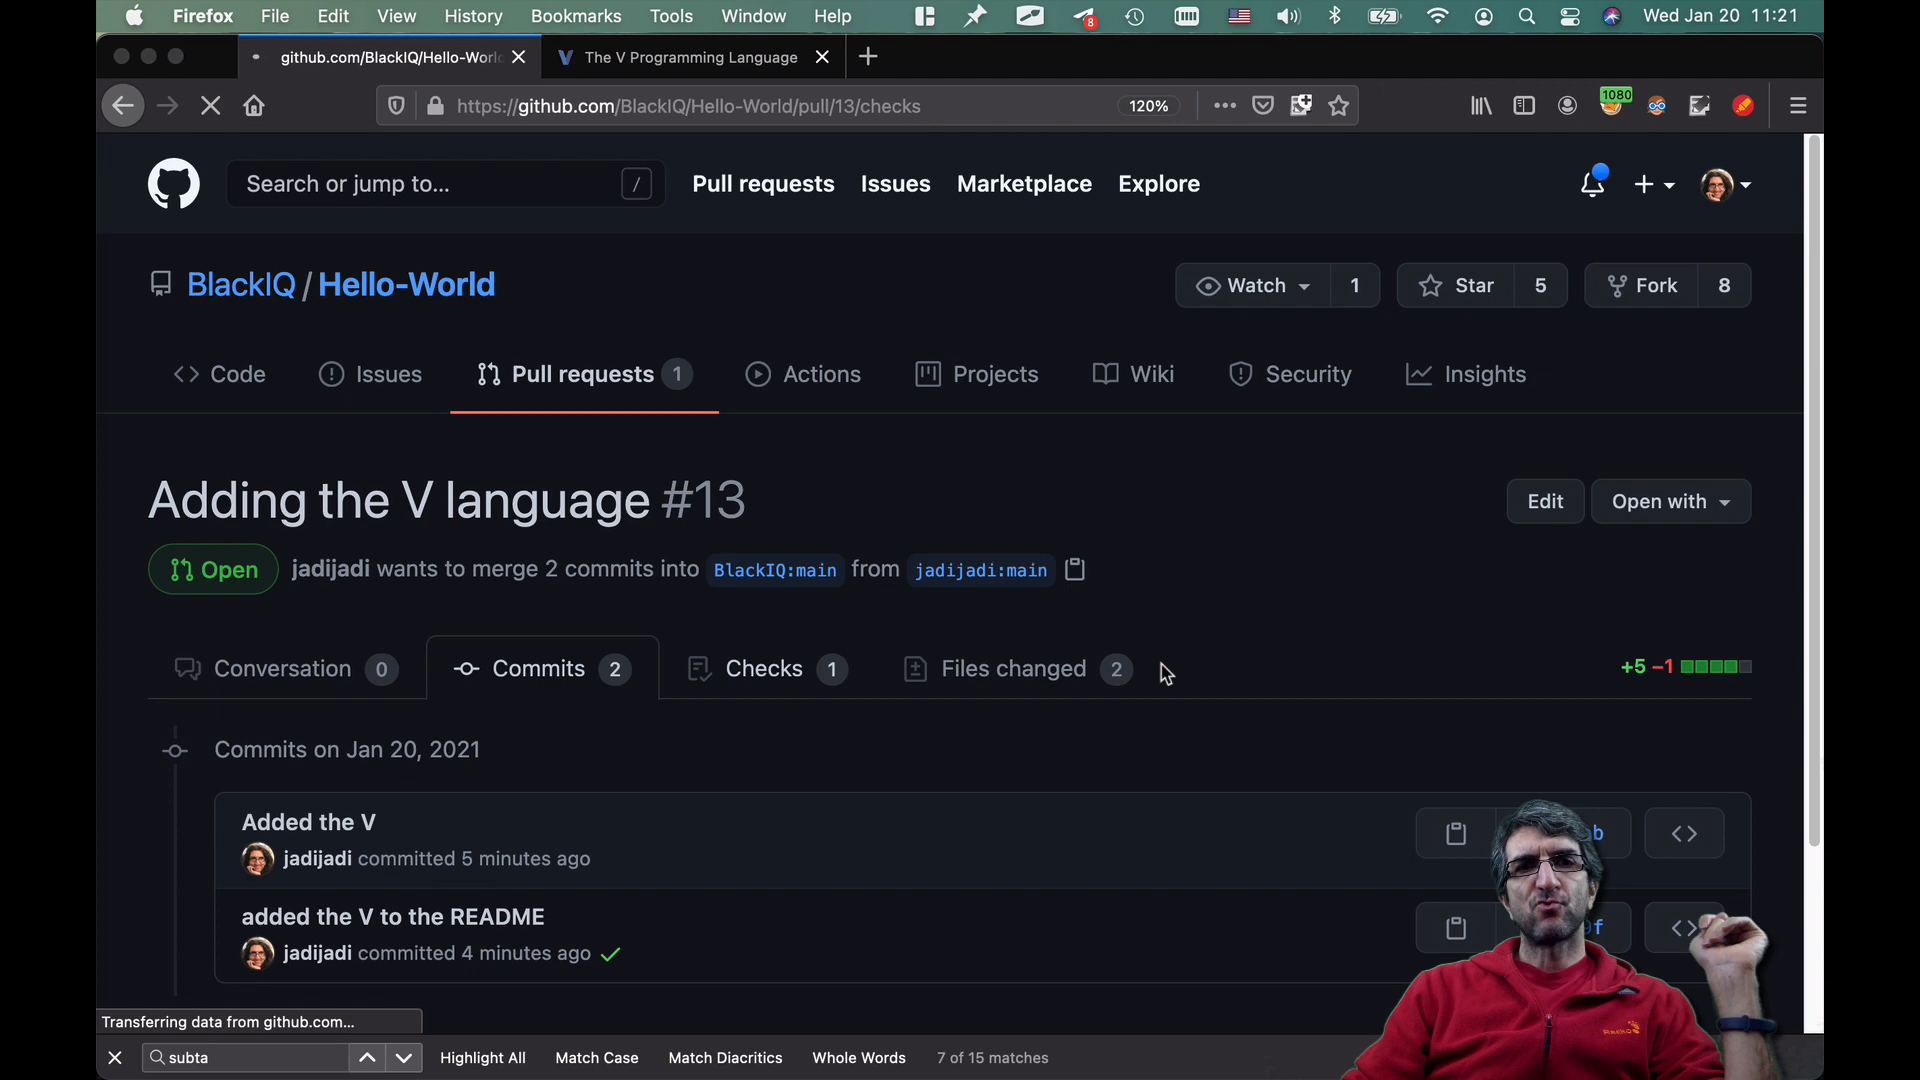 Firefox File Edit View History Bookmarks Tools Window Help 8 Wed Jan 20 11:21
github.com/BlackIQ/Hello-Worl
The V Programming Language
https://github.com/BlackIQ/Hello-World/pull/13/checks 120% 1080
Search or jump to... / Pull requests Issues Marketplace Explore
BlackIQ / Hello-World Watch 1 Star 5 Fork 8
Code Issues Pull requests 1 Actions Projects Wiki Security Insights
Adding the V language #13 Edit Open with
Open jadijadi wants to merge 2 commits into BlackIQ:main from jadijadi:main
Conversation 0 Commits 2 Checks 1 Files changed 2 +5 −1
Commits on Jan 20, 2021
Added the V
jadijadi committed 5 minutes ago
added the V to the README
jadijadi committed 4 minutes ago
Transferring data from github.com...
subta Highlight All Match Case Match Diacritics Whole Words 7 of 15 matches